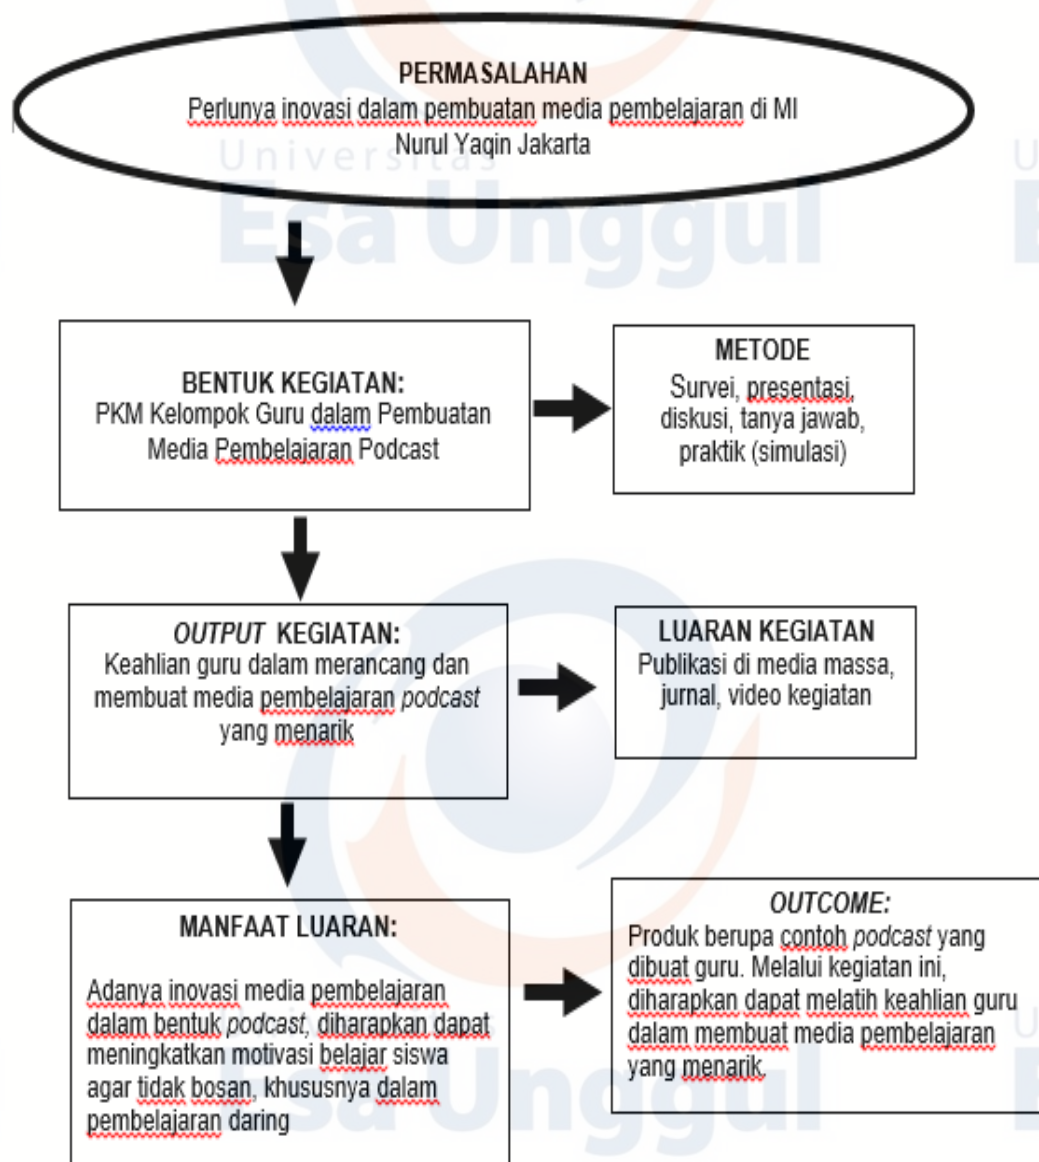 PERMASALAHAN
Perlunya inovasi dalam pembuatan media pembelajaran di MI
Nurul Yaqin Jakarta
Universitas
Esa Unggul
BENTUK KEGIATAN:
PKM Kelompok Guru dalam Pembuatan
Media Pembelajaran Podcast
METODE
Survei, presentasi,
diskusi, tanya jawab,
praktik (simulasi)
OUTPUT KEGIATAN:
Keahlian guru dalam merancang dan
membuat media pembelajaran podcast
yang menarik
LUARAN KEGIATAN
Publikasi di media massa,
jurnal, video kegiatan
MANFAAT LUARAN:
Adanya inovasi media pembelajaran
dalam bentuk podcast, diharapkan dapat
meningkatkan motivasi belajar siswa
agar tidak bosan, khususnya dalam
pembelajaran daring
OUTCOME:
Produk berupa contoh podcast yang
dibuat guru. Melalui kegiatan ini,
diharapkan dapat melatih keahlian guru
dalam membuat media pembelajaran
yang menarik.
Esa Unggul